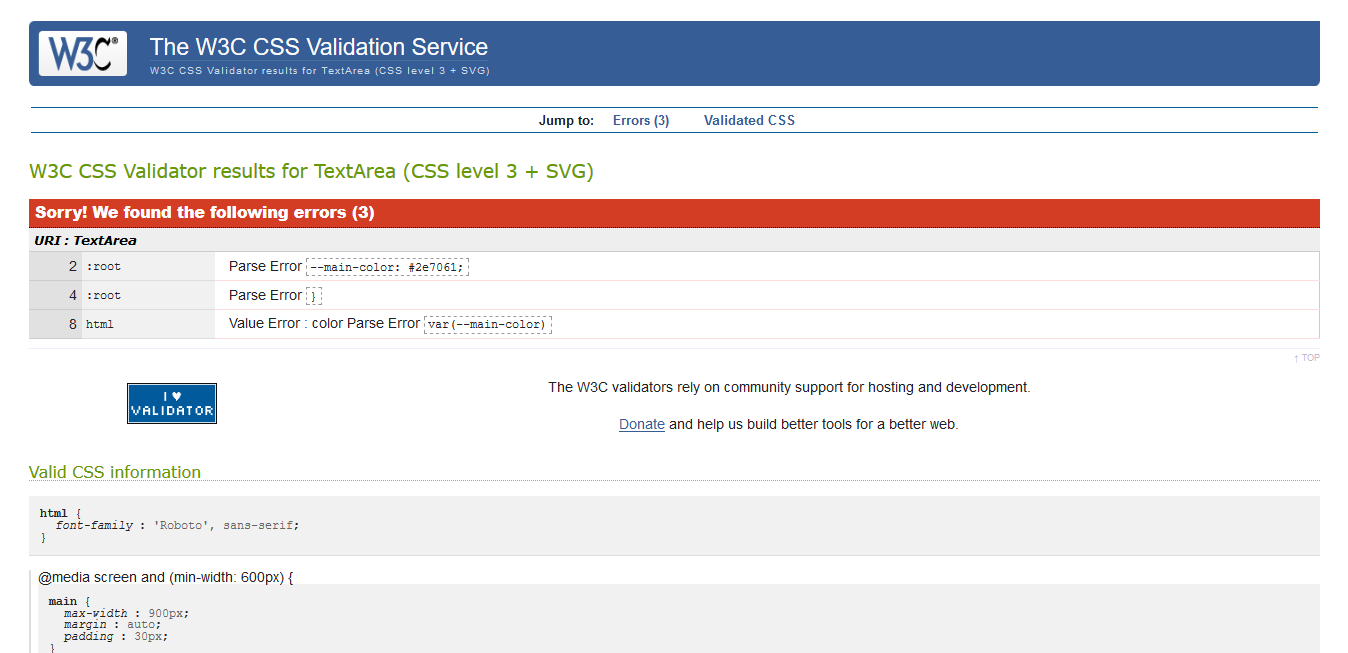 W3C®
The W3C CSS Validation Service
W3C CSS Validator results for TextArea (CSS level 3 + SVG)
Jump to: Errors (3) Validated CSS
W3C CSS Validator results for TextArea (CSS level 3 + SVG)
Sorry! We found the following errors (3)
URI : TextArea
2 :root Parse Error --main-color: #2e7061;
4 :root Parse Error }
8 html Value Error : color Parse Error var(--main-color)
↑ TOP
I ♥
VALIDATOR
The W3C validators rely on community support for hosting and development.
Donate and help us build better tools for a better web.
Valid CSS information
html {
font-family : 'Roboto', sans-serif;
}
@media screen and (min-width: 600px) {
main {
max-width : 900px;
margin : auto;
padding : 30px;
}